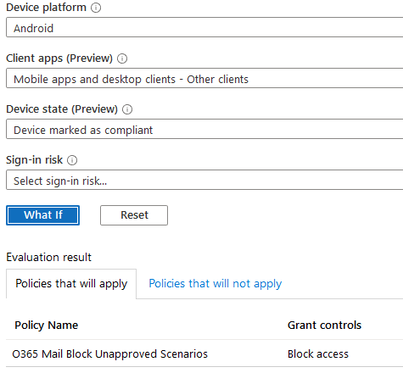 Device platform
Android
Client apps (Preview)
Mobile apps and desktop clients - Other clients
Device state (Preview)
Device marked as compliant
Sign-in risk
Select sign-in risk...
What If Reset
Evaluation result
Policies that will apply Policies that will not apply
Policy Name Grant controls
O365 Mail Block Unapproved Scenarios Block access